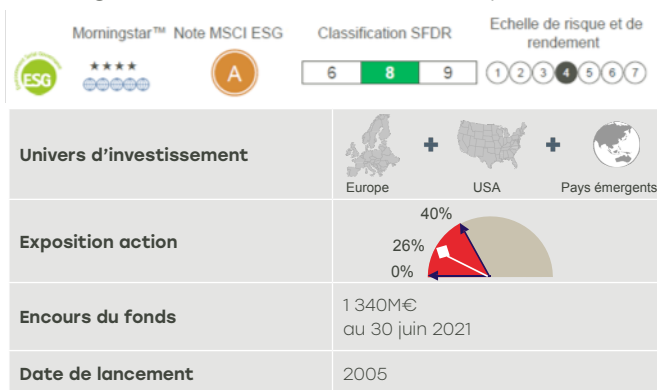 Morningstar™ Note MSCI ESG Classification SFDR Echelle de risque et de
rendement
ESG **** A 6 8 9 1 2 3 4 5 6 7
Univers d'investissement
Europe USA Pays émergents
Exposition action
40%
26%
0%
Encours du fonds
1 340M€
au 30 juin 2021
Date de lancement 2005